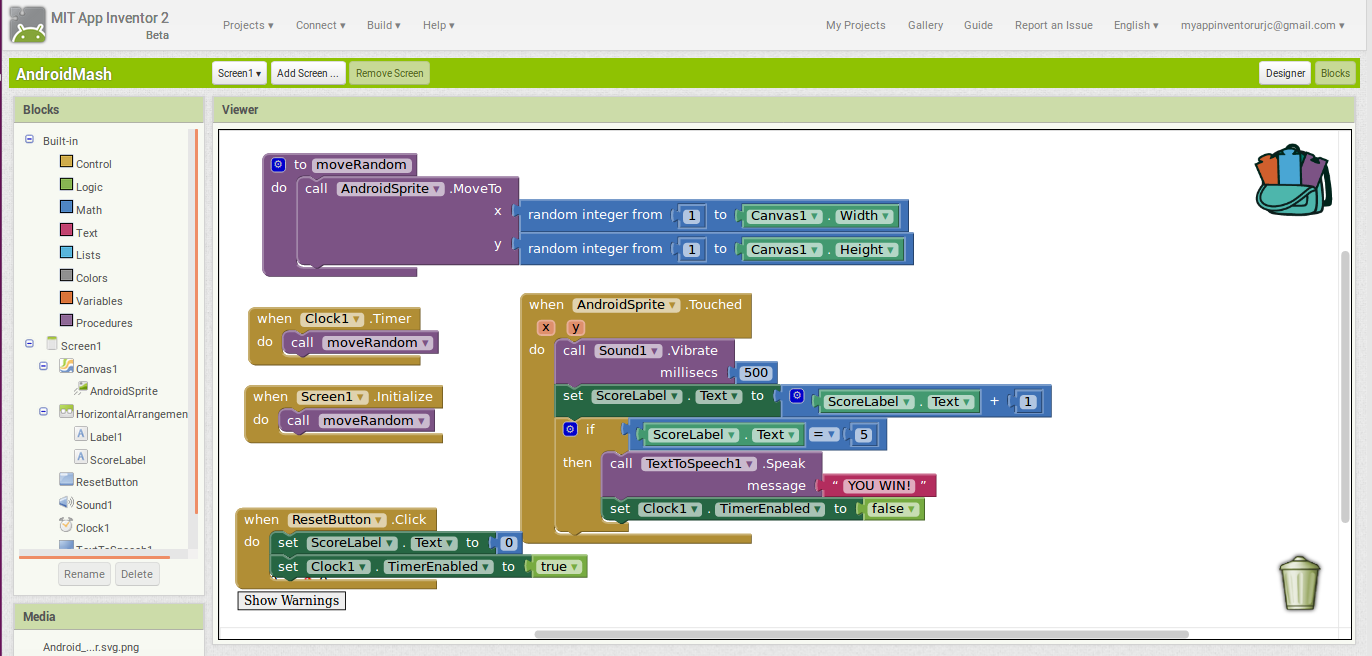 MIT App Inventor 2
Beta
Projects ▾ Connect ▾ Build ▾ Help ▾
My Projects Gallery Guide Report an Issue English ▾ myappinventorurjc@gmail.com ▾
AndroidMash
Screen1 ▾ Add Screen ... Remove Screen
Designer Blocks
Blocks
Built-in
Control
Logic
Math
Text
Lists
Colors
Variables
Procedures
Screen1
Canvas1
AndroidSprite
HorizontalArrangemen
A Label1
A ScoreLabel
ResetButton
Sound1
Clock1
TextToSpeech1
Rename Delete
Media
Android_...r.svg.png
Viewer
to moveRandom
do call AndroidSprite ▾ .MoveTo
x random integer from 1 to Canvas1 ▾ . Width ▾
y random integer from 1 to Canvas1 ▾ . Height ▾
when Clock1 ▾ .Timer
do call moveRandom ▾
when Screen1 ▾ .Initialize
do call moveRandom ▾
when AndroidSprite ▾ .Touched
x y
do call Sound1 ▾ .Vibrate
millisecs 500
set ScoreLabel ▾ . Text ▾ to ScoreLabel ▾ . Text ▾ + 1
if ScoreLabel ▾ . Text ▾ = ▾ 5
then call TextToSpeech1 ▾ .Speak
message “ YOU WIN! ”
set Clock1 ▾ . TimerEnabled ▾ to false ▾
when ResetButton ▾ .Click
do set ScoreLabel ▾ . Text ▾ to 0
set Clock1 ▾ . TimerEnabled ▾ to true ▾
Show Warnings